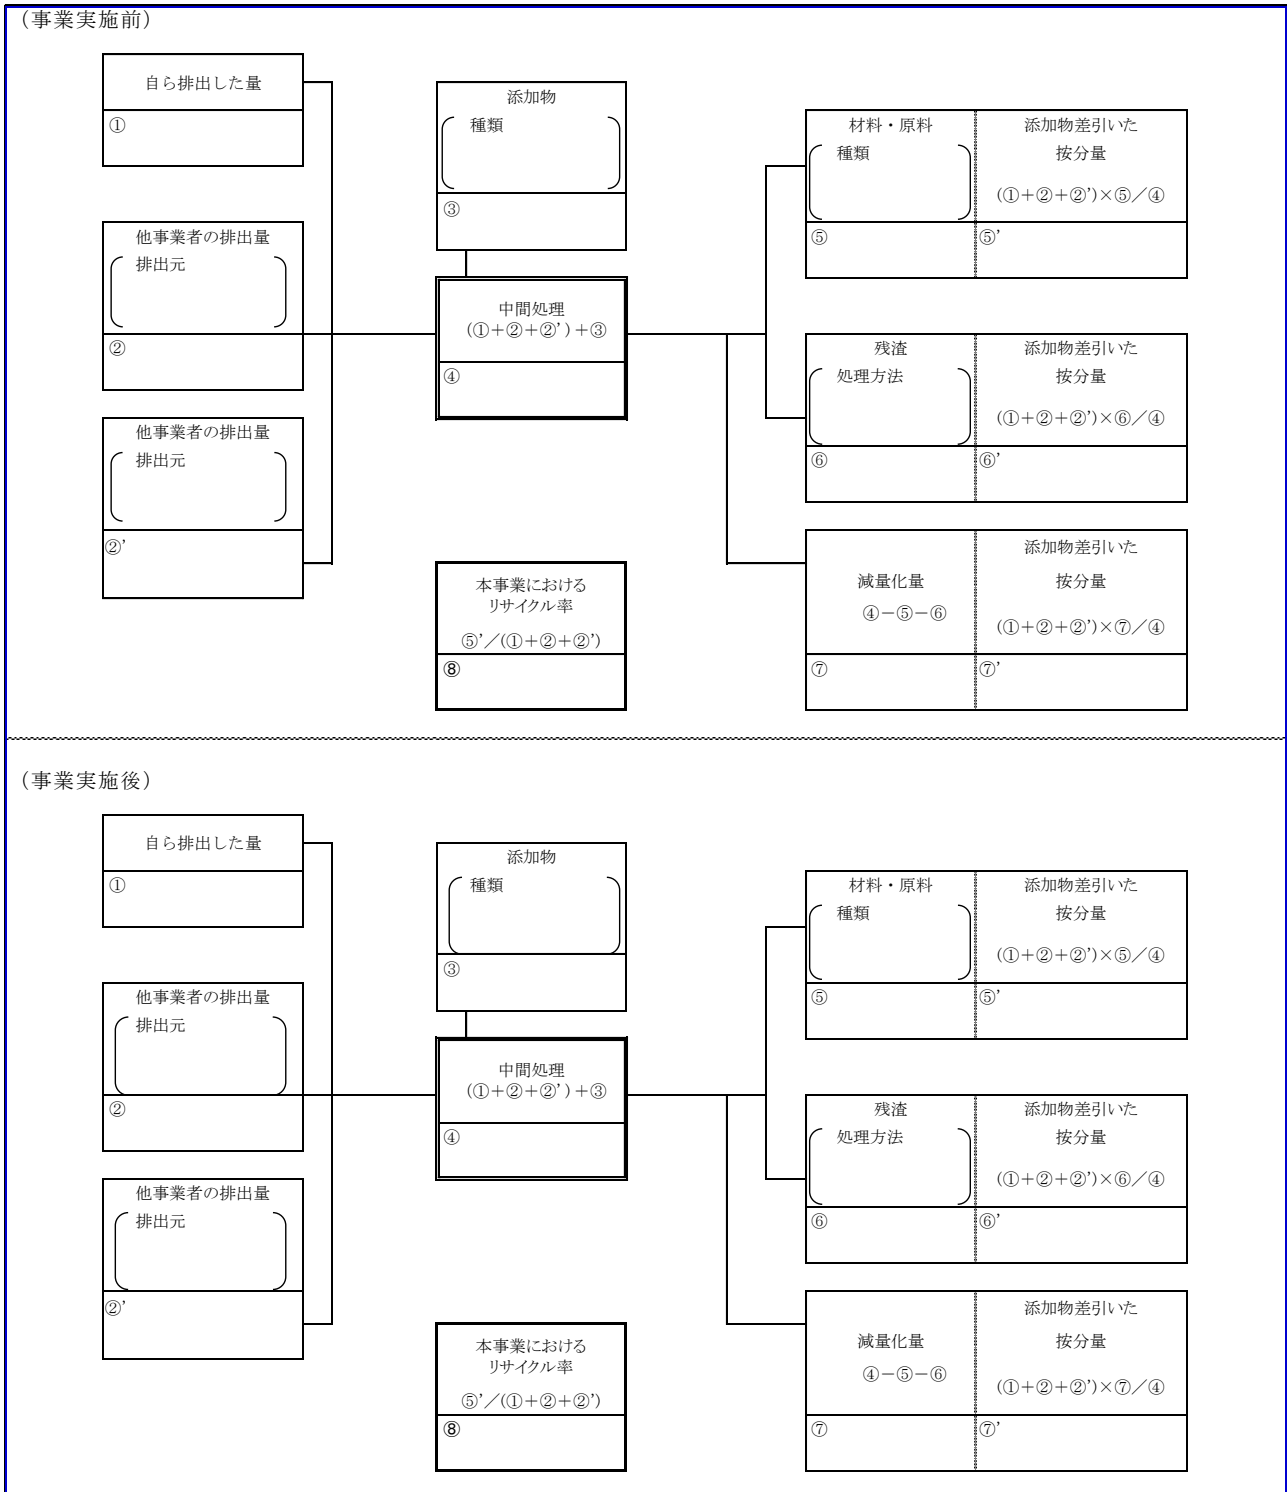 （事業実施前）
自ら排出した量
①
他事業者の排出量
排出元
②
他事業者の排出量
排出元
②’
添加物
種類
③
中間処理
（①＋②＋②’）＋③
④
本事業における
リサイクル率
⑤’／(①＋②＋②’)
⑧
材料・原料
種類
⑤
添加物差引いた
按分量
(①＋②＋②’)×⑤／④
⑤’
残渣
処理方法
⑥
添加物差引いた
按分量
(①＋②＋②’)×⑥／④
⑥’
減量化量
④－⑤－⑥
⑦
添加物差引いた
按分量
(①＋②＋②’)×⑦／④
⑦’
（事業実施後）
自ら排出した量
①
他事業者の排出量
排出元
②
他事業者の排出量
排出元
②’
添加物
種類
③
中間処理
（①＋②＋②’）＋③
④
本事業における
リサイクル率
⑤’／(①＋②＋②’)
⑧
材料・原料
種類
⑤
添加物差引いた
按分量
(①＋②＋②’)×⑤／④
⑤’
残渣
処理方法
⑥
添加物差引いた
按分量
(①＋②＋②’)×⑥／④
⑥’
減量化量
④－⑤－⑥
⑦
添加物差引いた
按分量
(①＋②＋②’)×⑦／④
⑦’